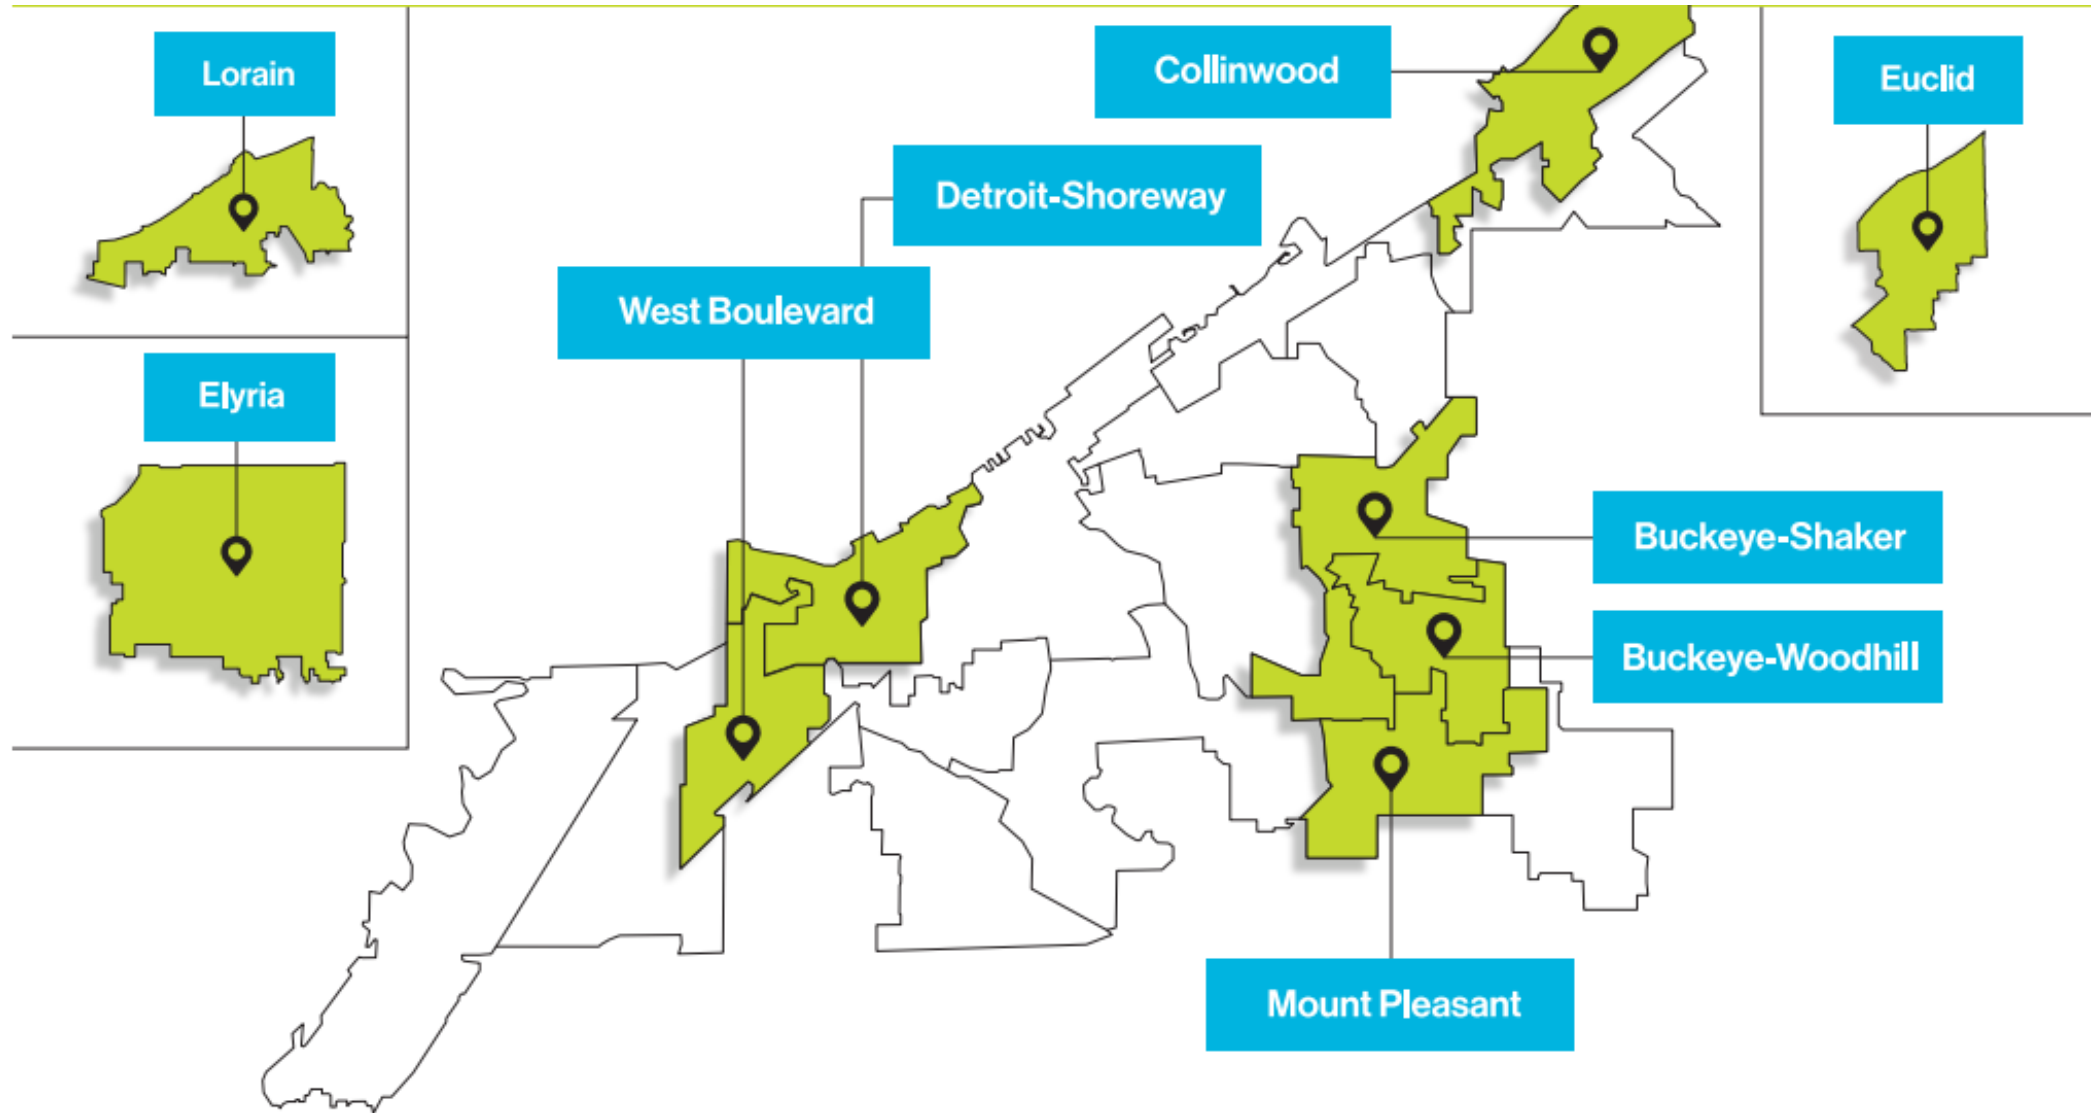 Lorain
Collinwood
Euclid
Detroit-Shoreway
West Boulevard
Elyria
Buckeye-Shaker
Buckeye-Woodhill
Mount Pleasant